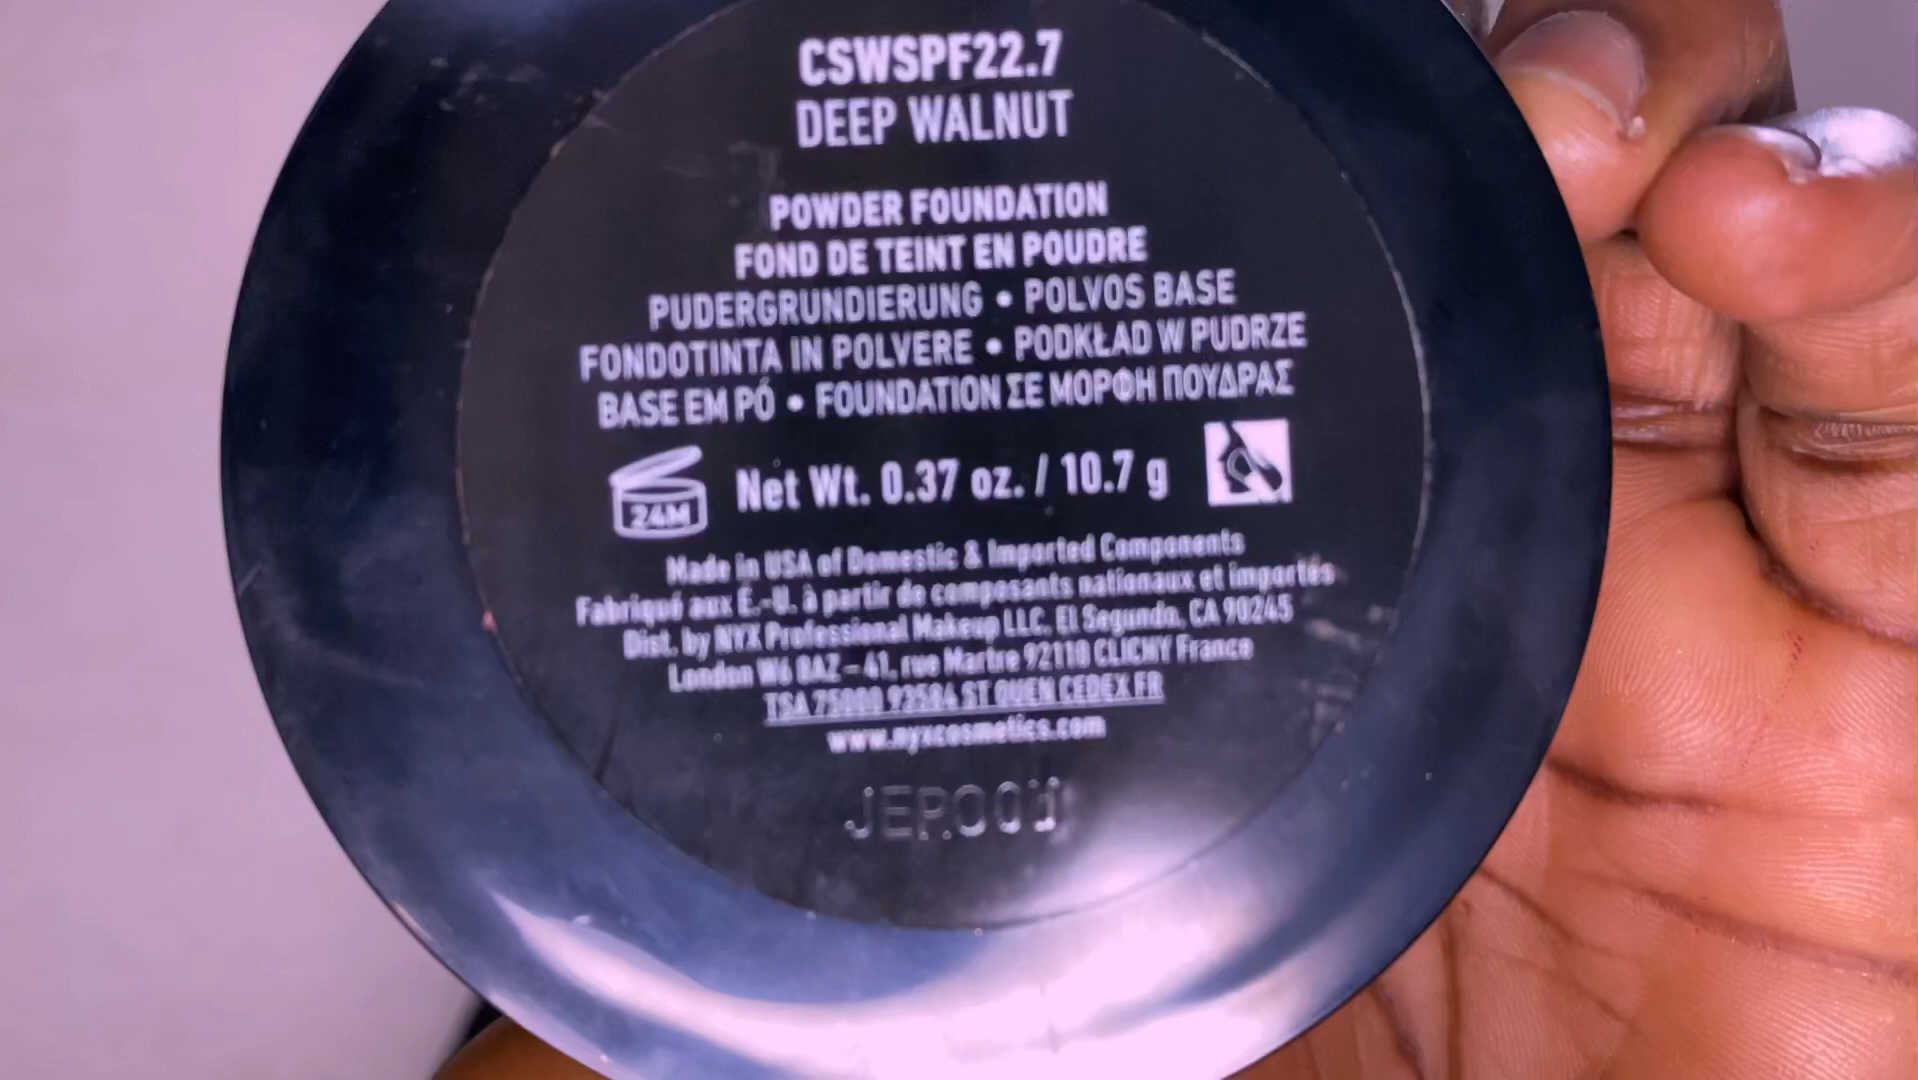 CSWSPF22.7
DEEP WALNUT
POWDER FOUNDATION
FOND DE TEINT EN POUDRE
PUDERGRUNDIERUNG • POLVOS BASE
FONDOTINTA IN POLVERE • PODKŁAD W PUDRZE
BASE EM PÓ • FOUNDATION ΣΕ ΜΟΡΦΗ ΠΟΥΔΡΑΣ
24M Net Wt. 0.37 oz. / 10.7 g
Made in USA of Domestic & Imported Components
Fabriqué aux É.-U. à partir de composants nationaux et importés
Dist. by NYX Professional Makeup LLC, El Segundo, CA 90245
London W6 8AZ – 41, rue Martre 92110 CLICHY France
TSA 75000 93584 ST OUEN CEDEX FR
www.nyxcosmetics.com